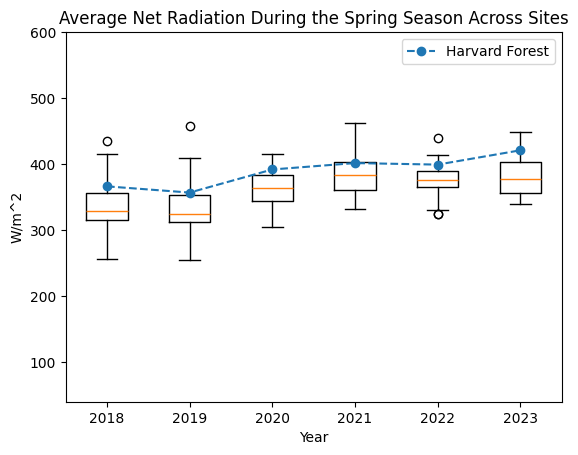 Average Net Radiation During the Spring Season Across Sites
Harvard Forest
600
500
400
300
200
100
W/m^2
2018 2019 2020 2021 2022 2023
Year